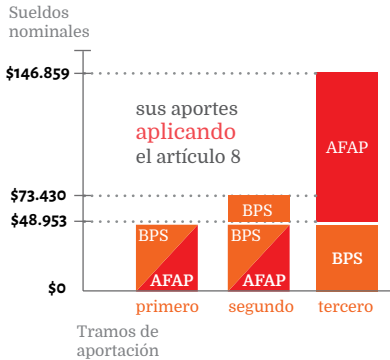 Sueldos
nominales
$146.859
sus aportes
aplicando
el artículo 8
AFAP
$73.430
BPS
$48.953
BPS
AFAP
BPS
AFAP
BPS
$0
primero
segundo
tercero
Tramos de
aportación